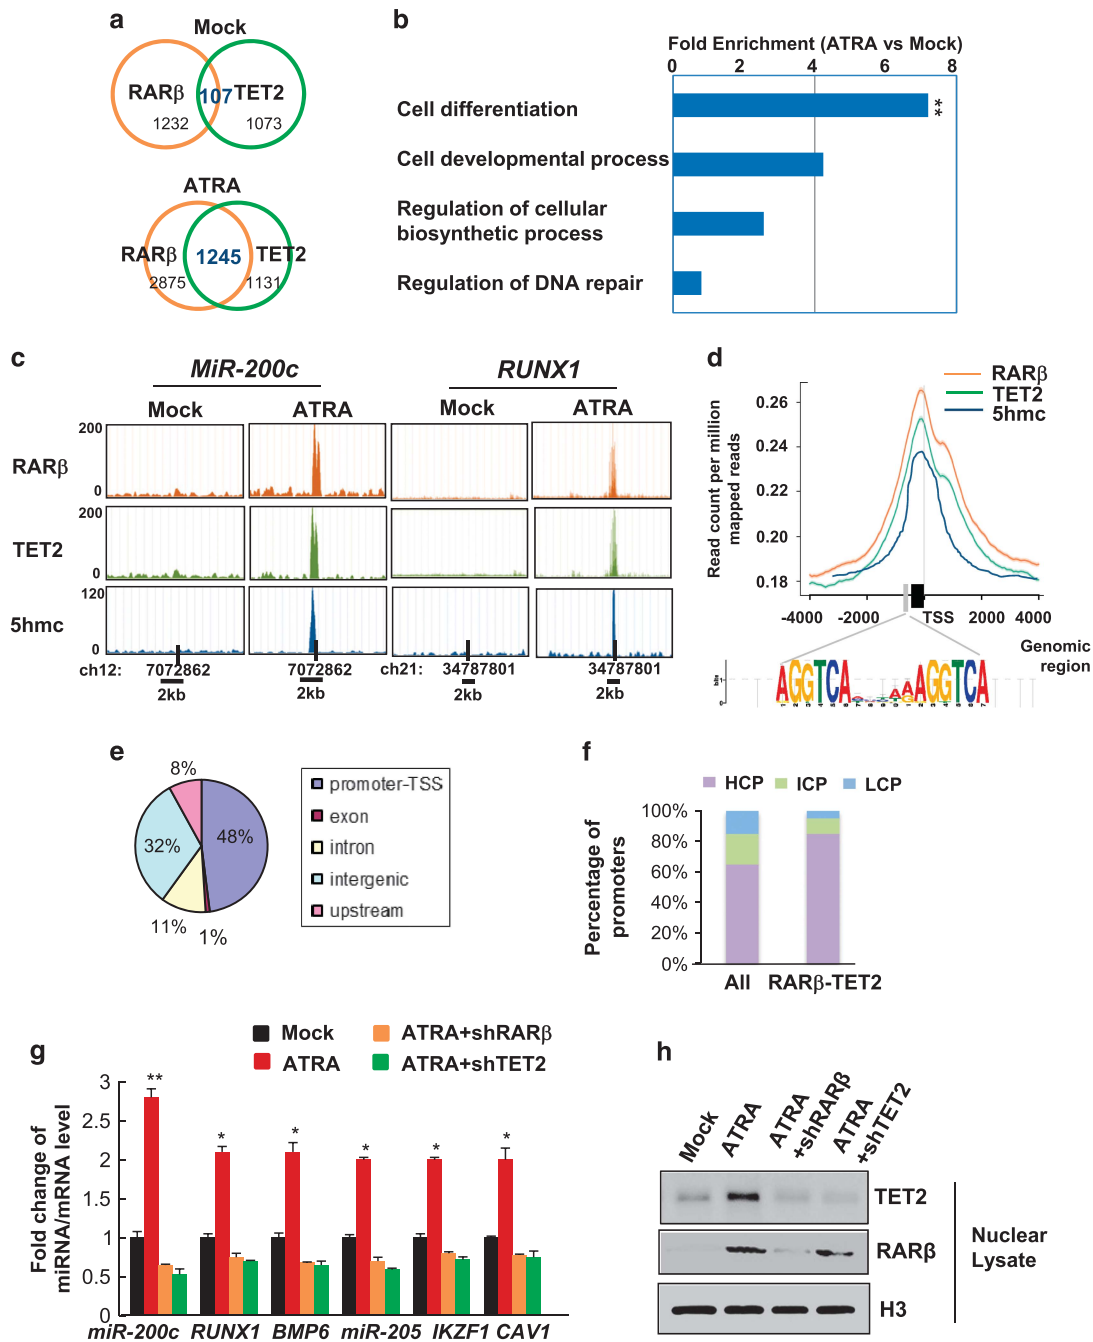 a
Mock
RARβ
107
TET2
1232
1073
ATRA
RARβ
1245
TET2
2875
1131
b
Fold Enrichment (ATRA vs Mock)
0 2 4 6 8
Cell differentiation
**
Cell developmental process
Regulation of cellular
biosynthetic process
Regulation of DNA repair
c
MiR-200c
RUNX1
Mock ATRA Mock ATRA
RARβ
200
0
TET2
200
0
5hmc
120
0
ch12: 7072862 7072862 ch21: 34787801 34787801
2kb 2kb 2kb 2kb
d
RARβ
TET2
5hmc
Read count per million
mapped reads
0.26
0.24
0.22
0.20
0.18
-4000 -2000 TSS 2000 4000
Genomic
region
bits
1
0
AGGTCA
AAGGTCA
e
8%
48%
32%
11%
1%
promoter-TSS
exon
intron
intergenic
upstream
f
HCP ICP LCP
Percentage of
promoters
100%
80%
60%
40%
20%
0%
All RARβ-TET2
g
Mock
ATRA+shRARβ
ATRA
ATRA+shTET2
Fold change of
miRNA/mRNA level
3
2.5
2
1.5
1
0.5
0
** * * * * *
miR-200c RUNX1 BMP6 miR-205 IKZF1 CAV1
h
Mock
ATRA
ATRA
+shRARβ
ATRA
+shTET2
TET2
RARβ
H3
Nuclear
Lysate